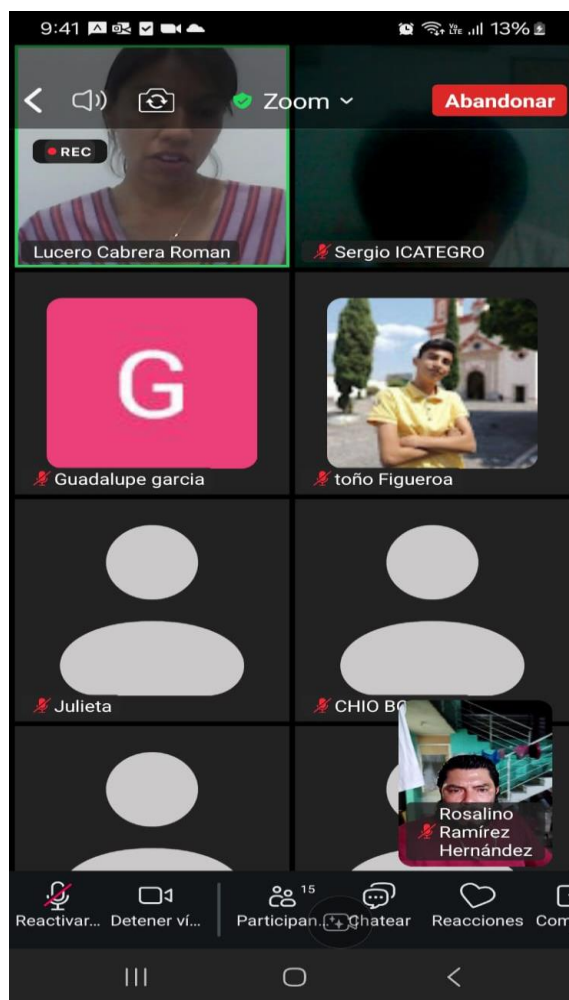 9:41 13%
Zoom Abandonar
REC
Lucero Cabrera Roman Sergio ICATEGRO
G
Guadalupe garcia toño Figueroa
Julieta CHIO BO
Rosalino
Ramírez
Hernández
15
Reactivar... Detener ví... Participan... Chatear Reacciones Com